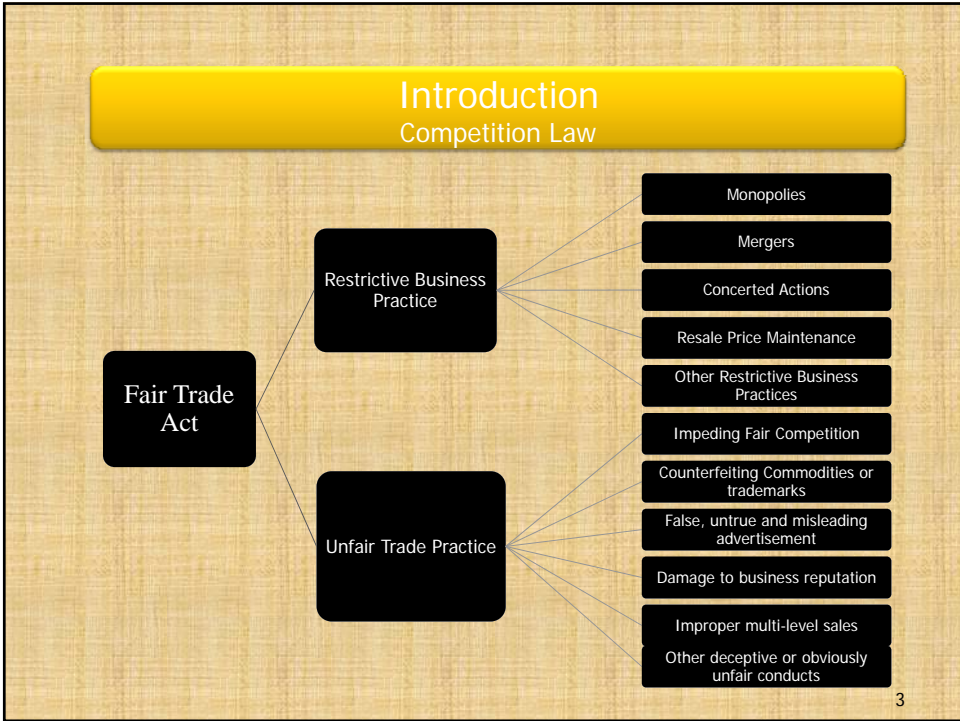 Introduction
Competition Law
Fair Trade
Act
Restrictive Business
Practice
Monopolies
Mergers
Concerted Actions
Resale Price Maintenance
Other Restrictive Business
Practices
Unfair Trade Practice
Impeding Fair Competition
Counterfeiting Commodities or
trademarks
False, untrue and misleading
advertisement
Damage to business reputation
Improper multi-level sales
Other deceptive or obviously
unfair conducts
3